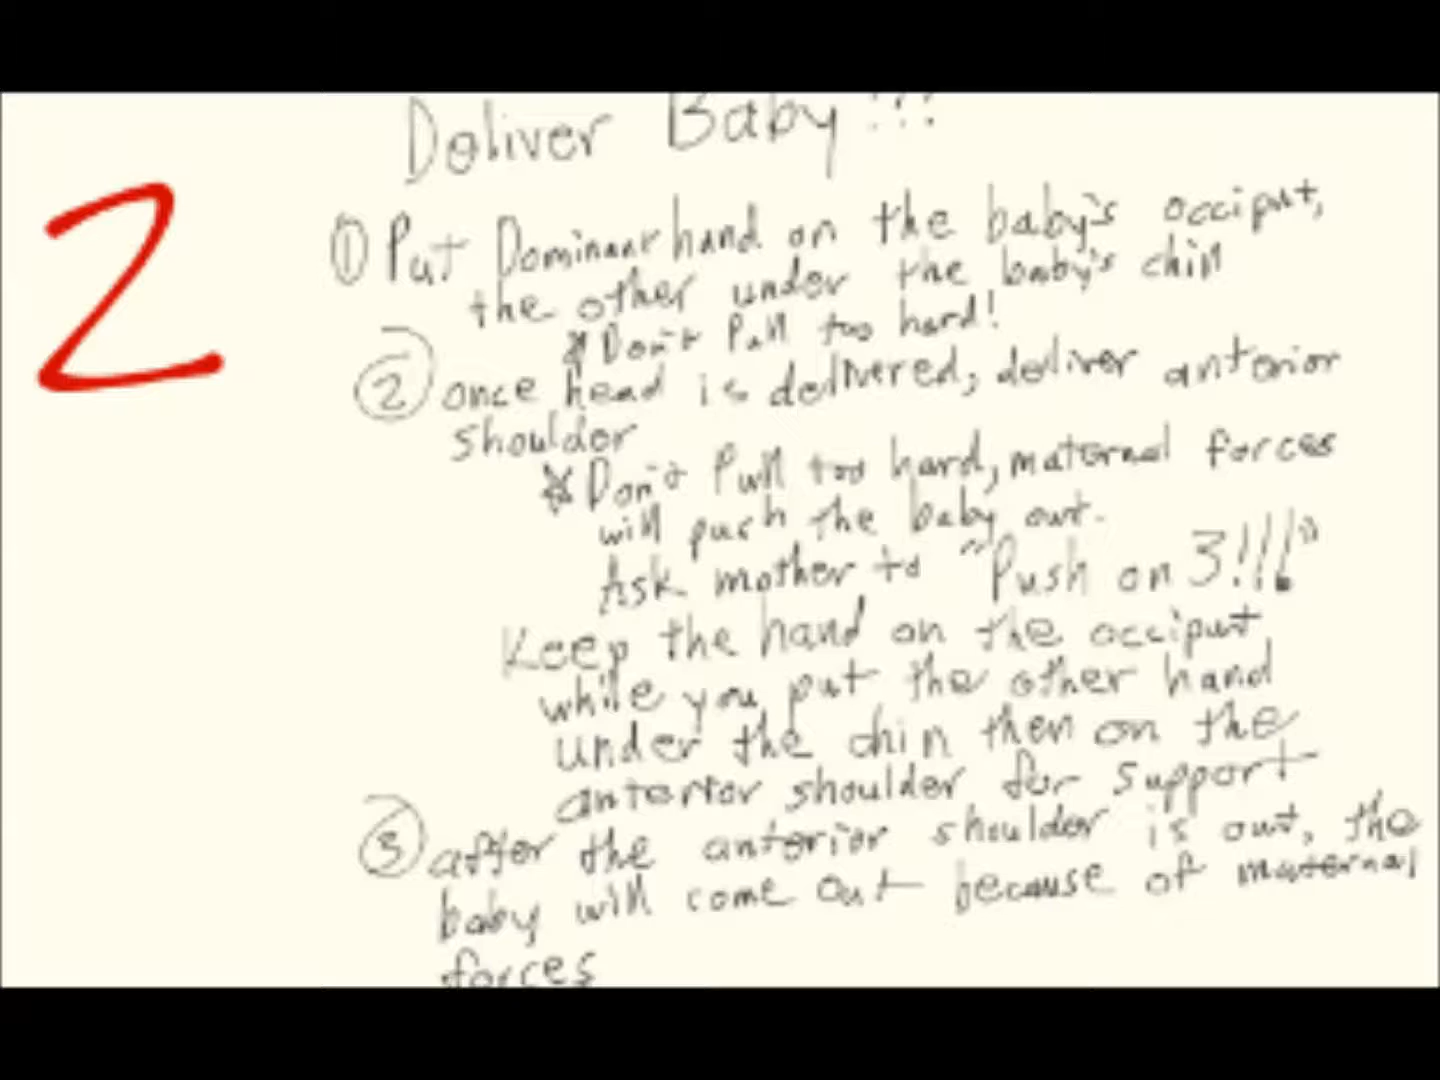 Deliver Baby!!!
2
① Put Dominant hand on the baby's occiput,
the other under the baby's chin
* Don't Pull too hard!
② once head is delivered, deliver anterior
shoulder
* Don't Pull too hard, maternal forces
will push the baby out.
Ask mother to "Push on 3!!!"
Keep the hand on the occiput
while you put the other hand
under the chin then on the
anterior shoulder for support
③ after the anterior shoulder is out, the
baby will come out because of maternal
forces